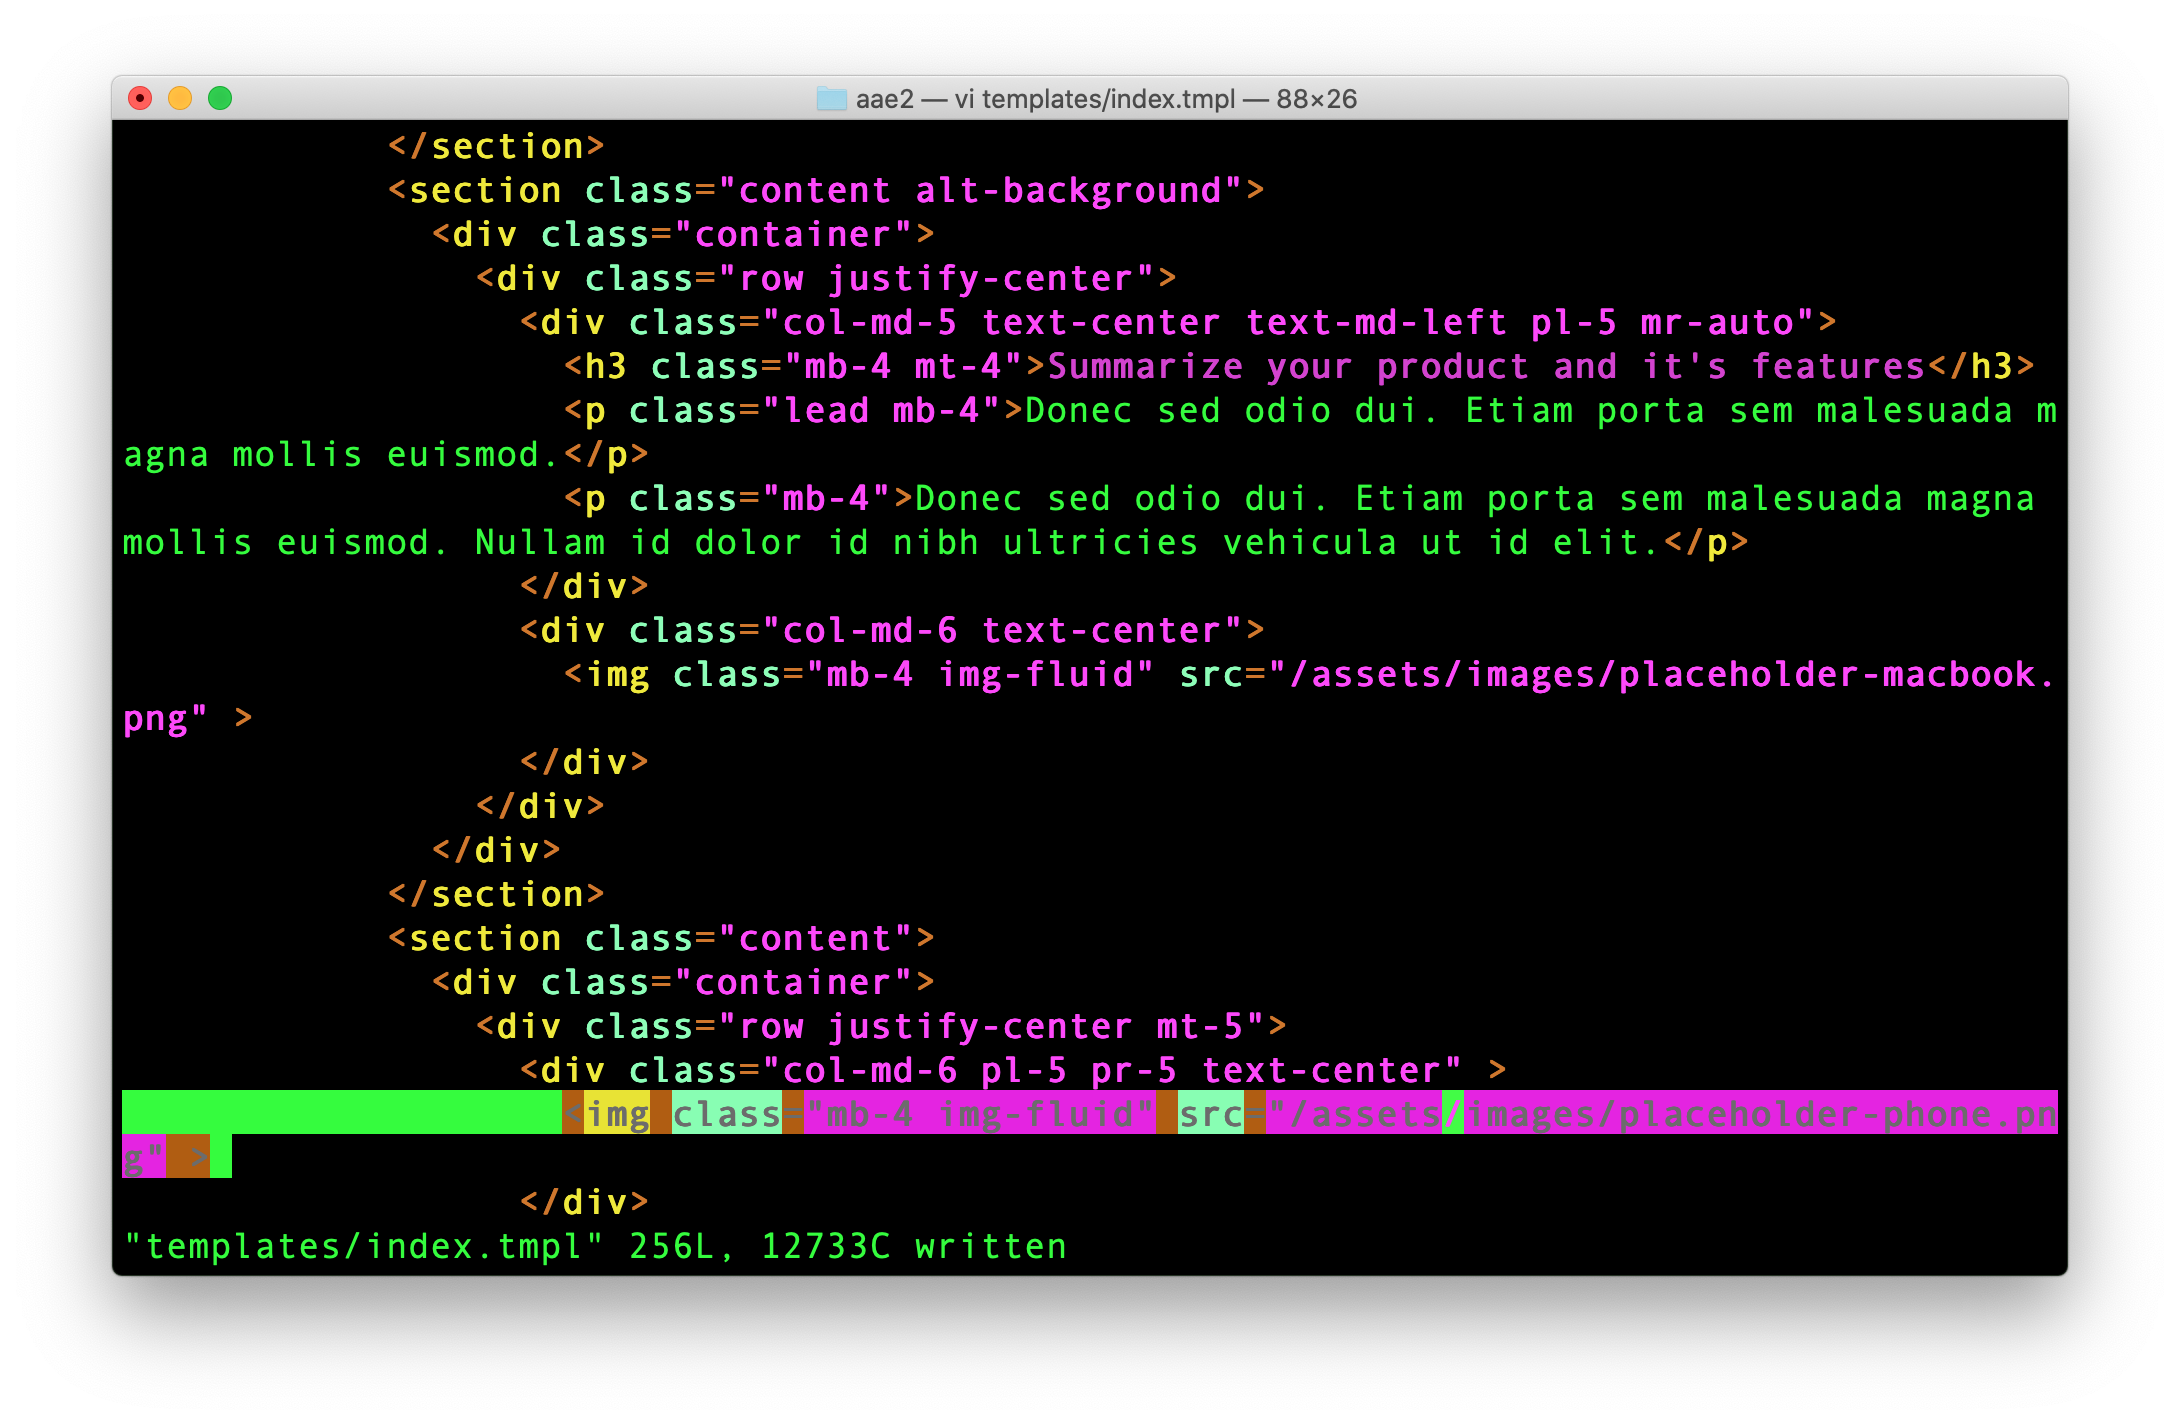 aae2 — vi templates/index.tmpl — 88×26
</section>
<section class="content alt-background">
<div class="container">
<div class="row justify-center">
<div class="col-md-5 text-center text-md-left pl-5 mr-auto">
<h3 class="mb-4 mt-4">Summarize your product and it's features</h3>
<p class="lead mb-4">Donec sed odio dui. Etiam porta sem malesuada m
agna mollis euismod.</p>
<p class="mb-4">Donec sed odio dui. Etiam porta sem malesuada magna
mollis euismod. Nullam id dolor id nibh ultricies vehicula ut id elit.</p>
</div>
<div class="col-md-6 text-center">
<img class="mb-4 img-fluid" src="/assets/images/placeholder-macbook.
png" >
</div>
</div>
</div>
</section>
<section class="content">
<div class="container">
<div class="row justify-center mt-5">
<div class="col-md-6 pl-5 pr-5 text-center" >
<img class="mb-4 img-fluid" src="/assets/images/placeholder-phone.pn
g" >
</div>
"templates/index.tmpl" 256L, 12733C written